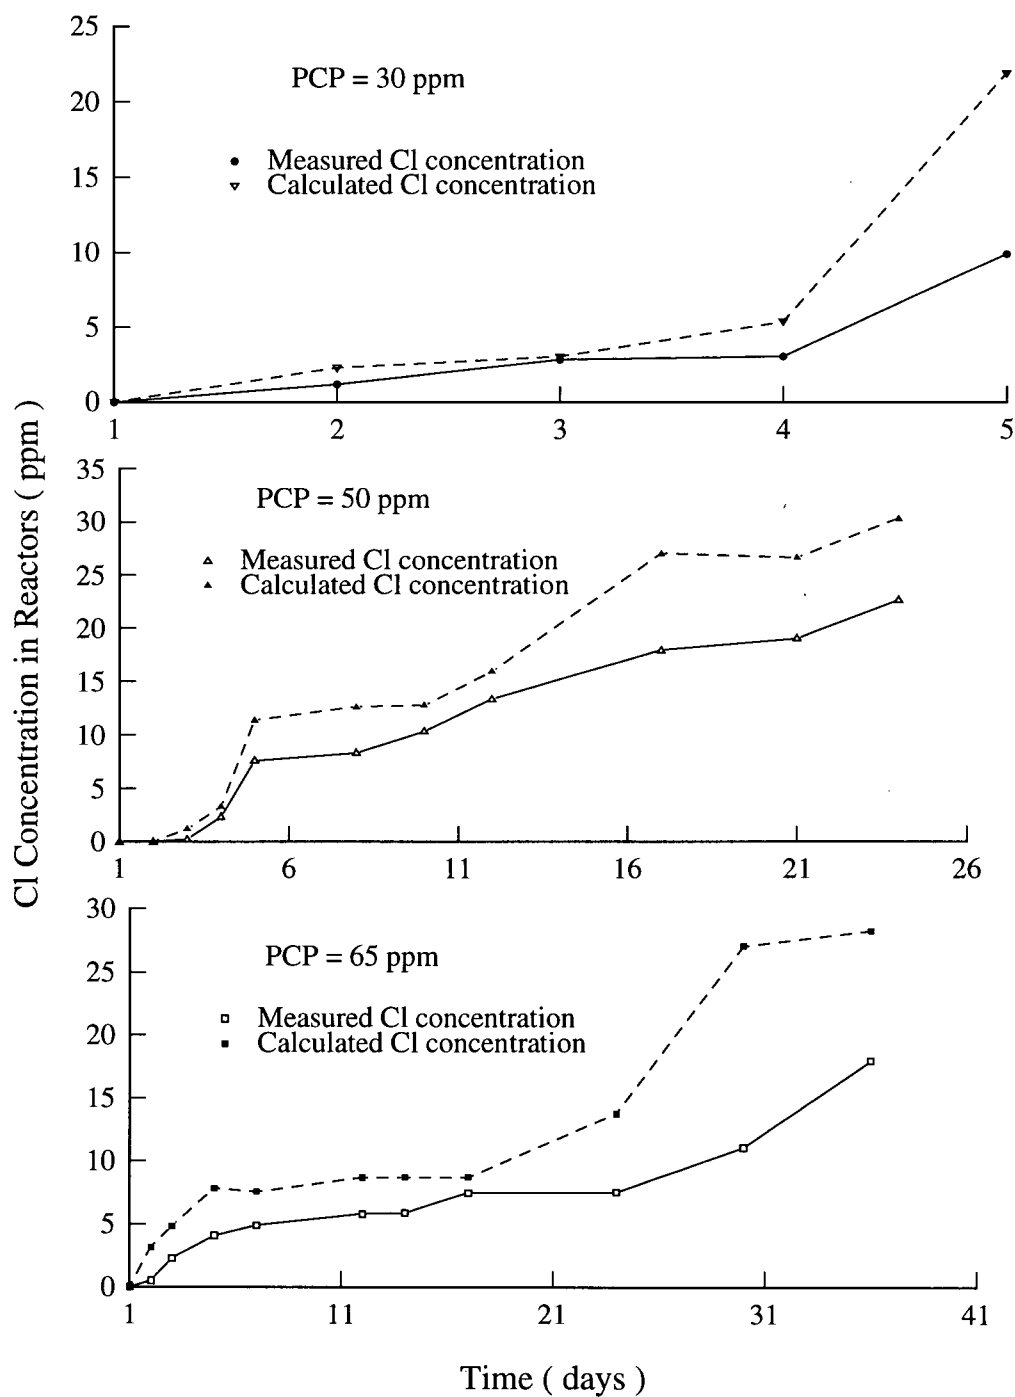 25
PCP = 30 ppm
20
Measured Cl concentration
15
Calculated Cl concentration
10
5
0
1 2 3 4 5
Cl Concentration in Reactors ( ppm )
35
PCP = 50 ppm
30
Measured Cl concentration
25
Calculated Cl concentration
20
15
10
5
0
1 6 11 16 21 26
30
PCP = 65 ppm
25
Measured Cl concentration
20
Calculated Cl concentration
15
10
5
0
1 11 21 31 41
Time ( days )